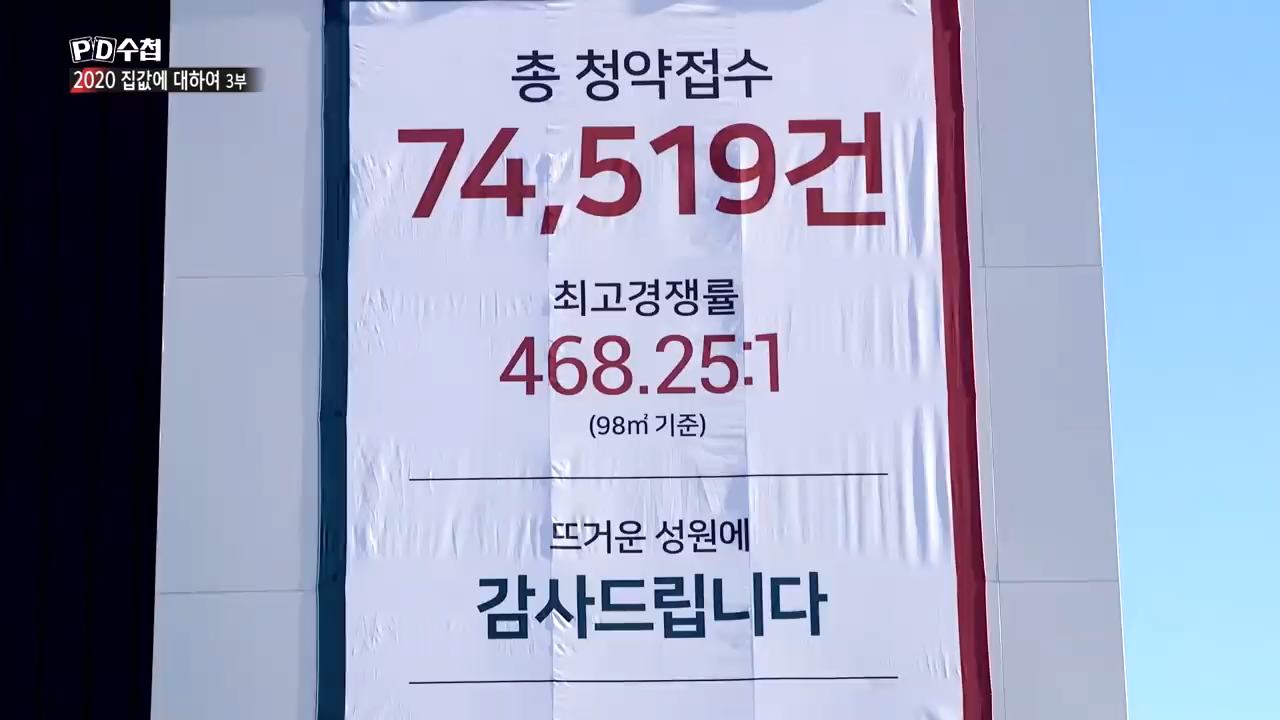 PD수첩
2020 집값에 대하여 3부
총 청약접수
74,519건
최고경쟁률
468.25:1
(98㎡ 기준)
뜨거운 성원에
감사드립니다